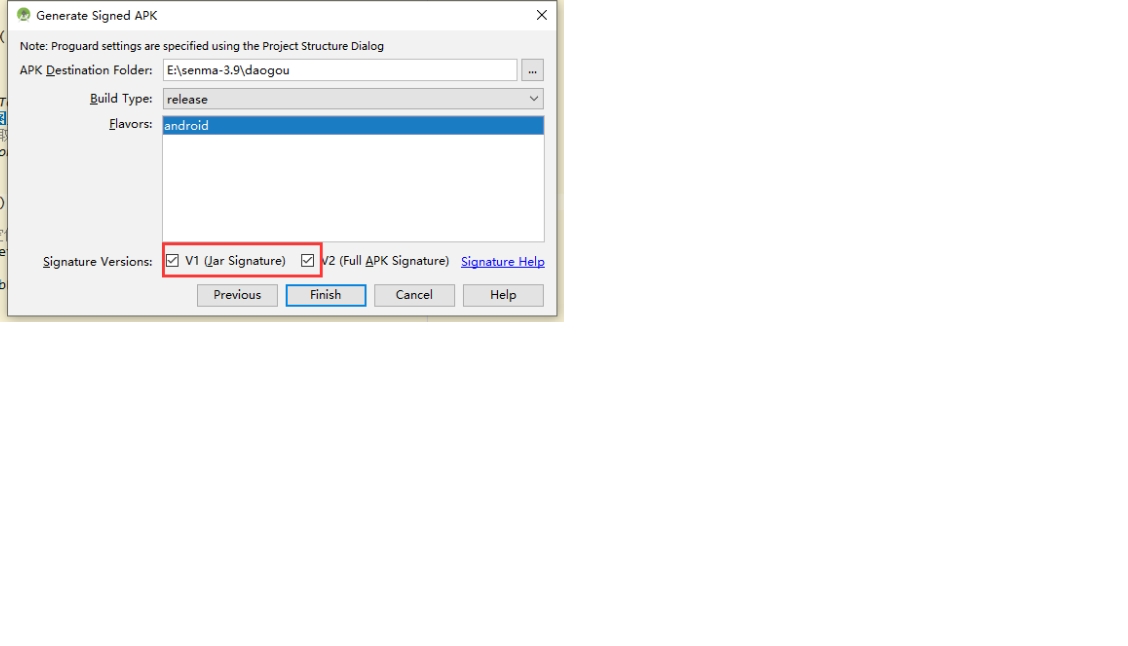 Generate Signed APK
Note: Proguard settings are specified using the Project Structure Dialog
APK Destination Folder: E:\senma-3.9\daogou ...
Build Type: release
Flavors: android
Signature Versions: V1 (Jar Signature) V2 (Full APK Signature) Signature Help
Previous Finish Cancel Help